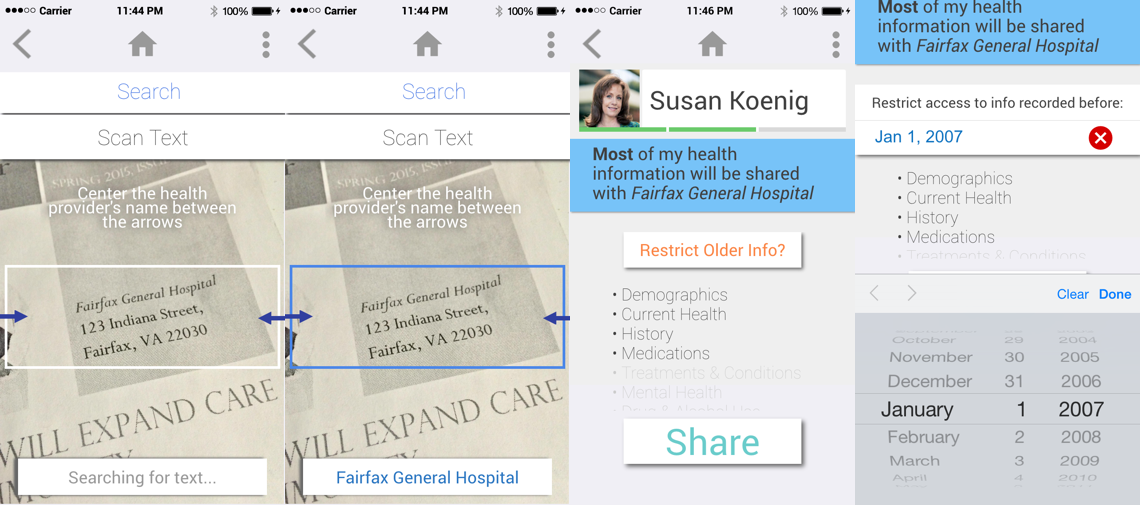 Carrier 11:44 PM 100%
Search
Scan Text
SPRING 2015, ISSUE
Center the health
provider's name between
the arrows
Fairfax General Hospital
123 Indiana Street,
Fairfax, VA 22030
WILL EXPAND CARE
Searching for text...
Carrier 11:44 PM 100%
Search
Scan Text
SPRING 2015, ISSUE
Center the health
provider's name between
the arrows
Fairfax General Hospital
123 Indiana Street,
Fairfax, VA 22030
WILL EXPAND CARE
Fairfax General Hospital
Carrier 11:46 PM 100%
Susan Koenig
Most of my health
information will be shared
with Fairfax General Hospital
Restrict Older Info?
• Demographics
• Current Health
• History
• Medications
• Treatments & Conditions
• Mental Health
• Drug & Alcohol Use
Share
Most of my health
information will be shared
with Fairfax General Hospital
Restrict access to info recorded before:
Jan 1, 2007
• Demographics
• Current Health
• History
• Medications
• Treatments & Conditions
Clear Done
October 29 2004
November 30 2005
December 31 2006
January 1 2007
February 2 2008
March 3 2009
April 4 2010